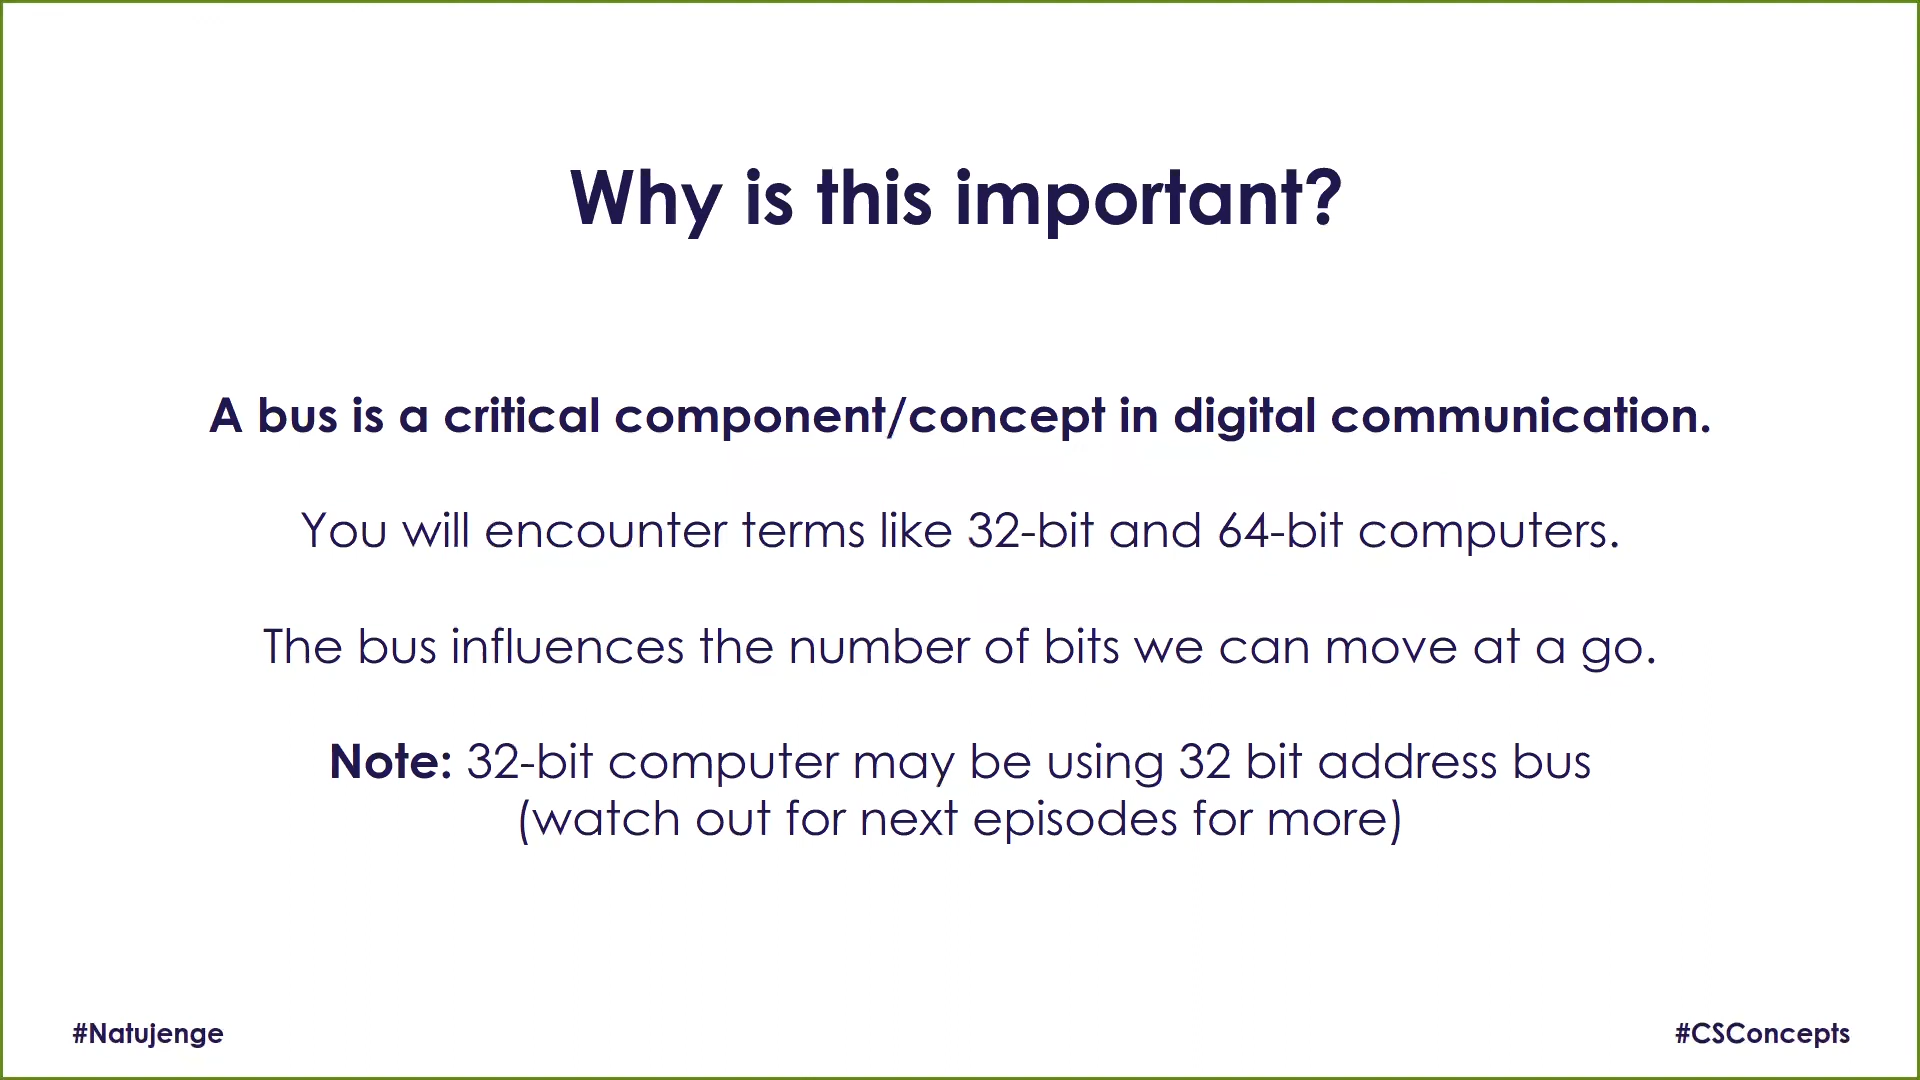 Why is this important?
A bus is a critical component/concept in digital communication.
You will encounter terms like 32-bit and 64-bit computers.
The bus influences the number of bits we can move at a go.
Note: 32-bit computer may be using 32 bit address bus
(watch out for next episodes for more)
#Natujenge
#CSConcepts